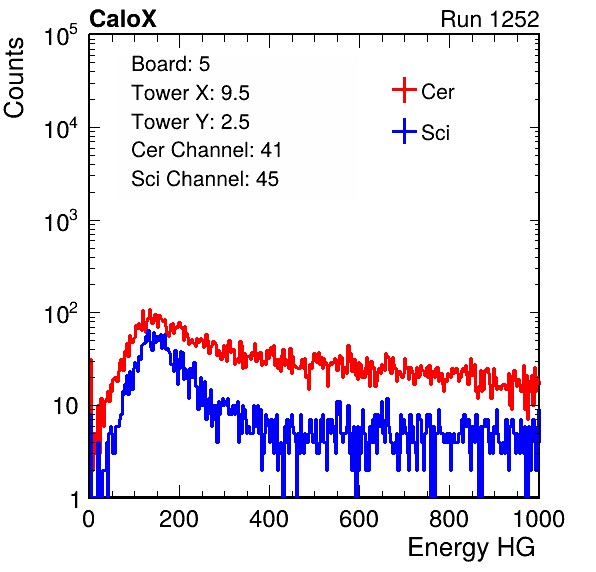 CaloX Run 1252
Counts
Board: 5
Tower X: 9.5
Tower Y: 2.5
Cer Channel: 41
Sci Channel: 45
Cer
Sci
10^5
10^4
10^3
10^2
10
1
0 200 400 600 800 1000
Energy HG